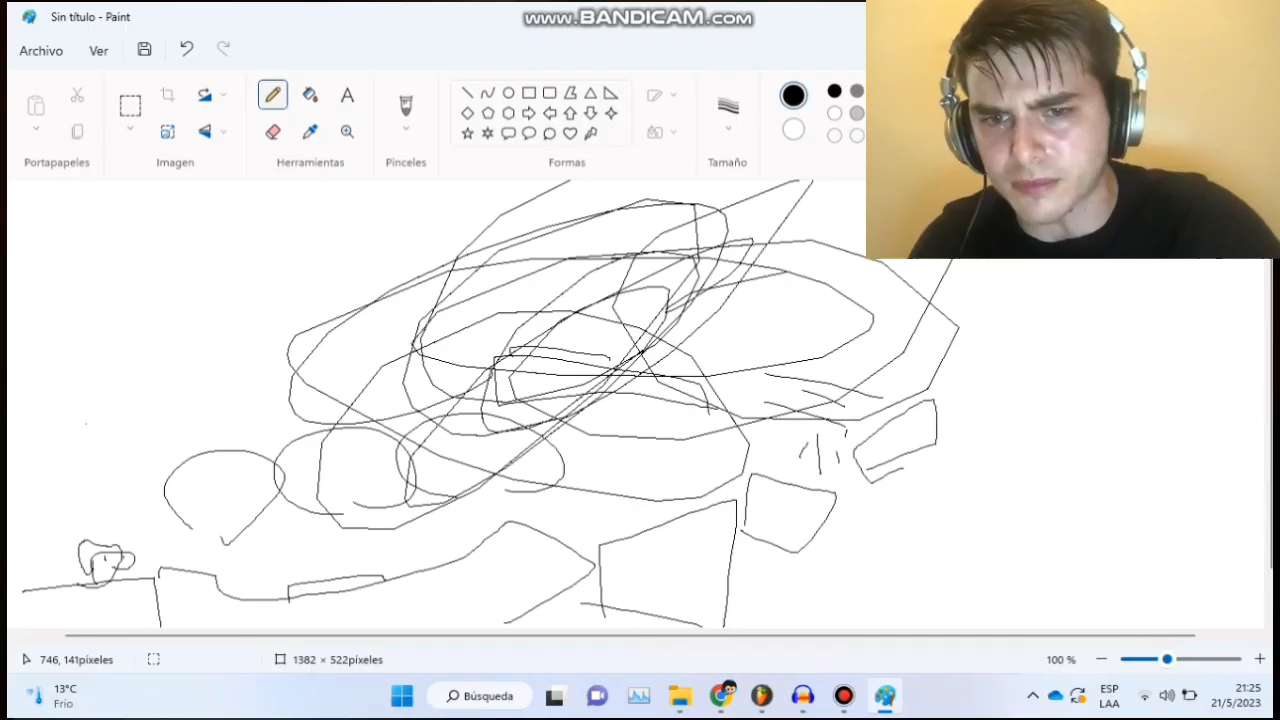 Sin título - Paint
www.BANDICAM.com
Archivo
Ver
Portapapeles
Imagen
Herramientas
Pinceles
Formas
Tamaño
746, 141píxeles
1382 × 522píxeles
100 %
13°C
Frío
Búsqueda
ESP
LAA
21:25
21/5/2023